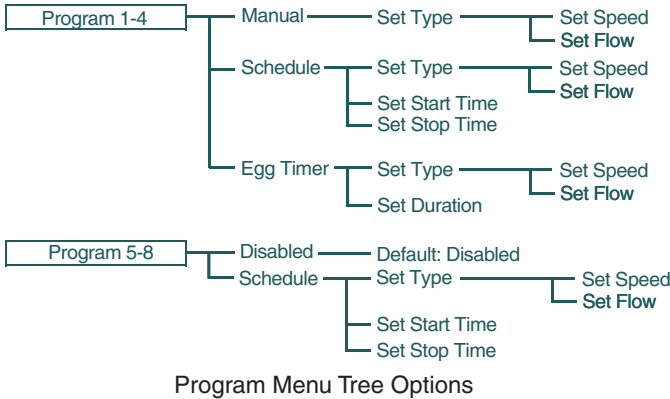 Program 1-4 Manual Set Type Set Speed
Set Flow
Schedule Set Type Set Speed
Set Flow
Set Start Time
Set Stop Time
Egg Timer Set Type Set Speed
Set Flow
Set Duration
Program 5-8 Disabled Default: Disabled
Schedule Set Type Set Speed
Set Flow
Set Start Time
Set Stop Time
Program Menu Tree Options